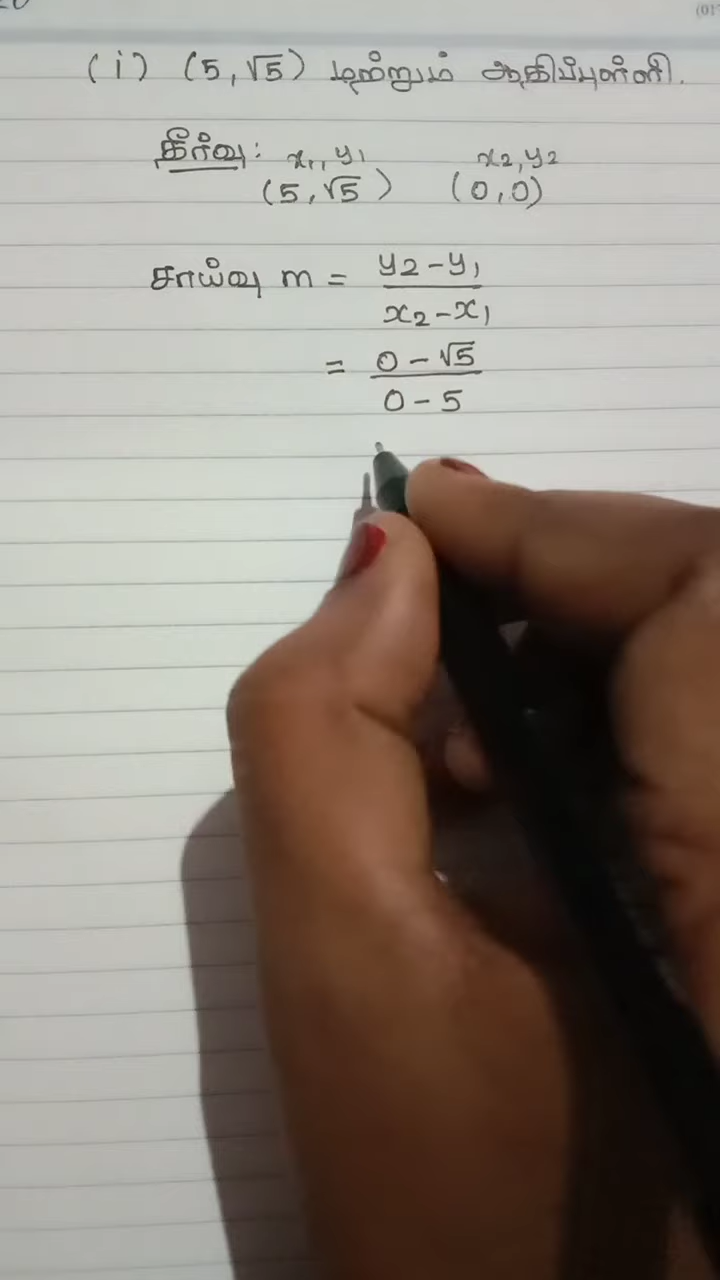 (i) (5, √5) மற்றும் ஆதிப்புள்ளி.
தீர்வு: x₁, y₁ x₂, y₂
(5, √5) (0, 0)
சாய்வு m = y₂ - y₁
x₂ - x₁
= 0 - √5
0 - 5